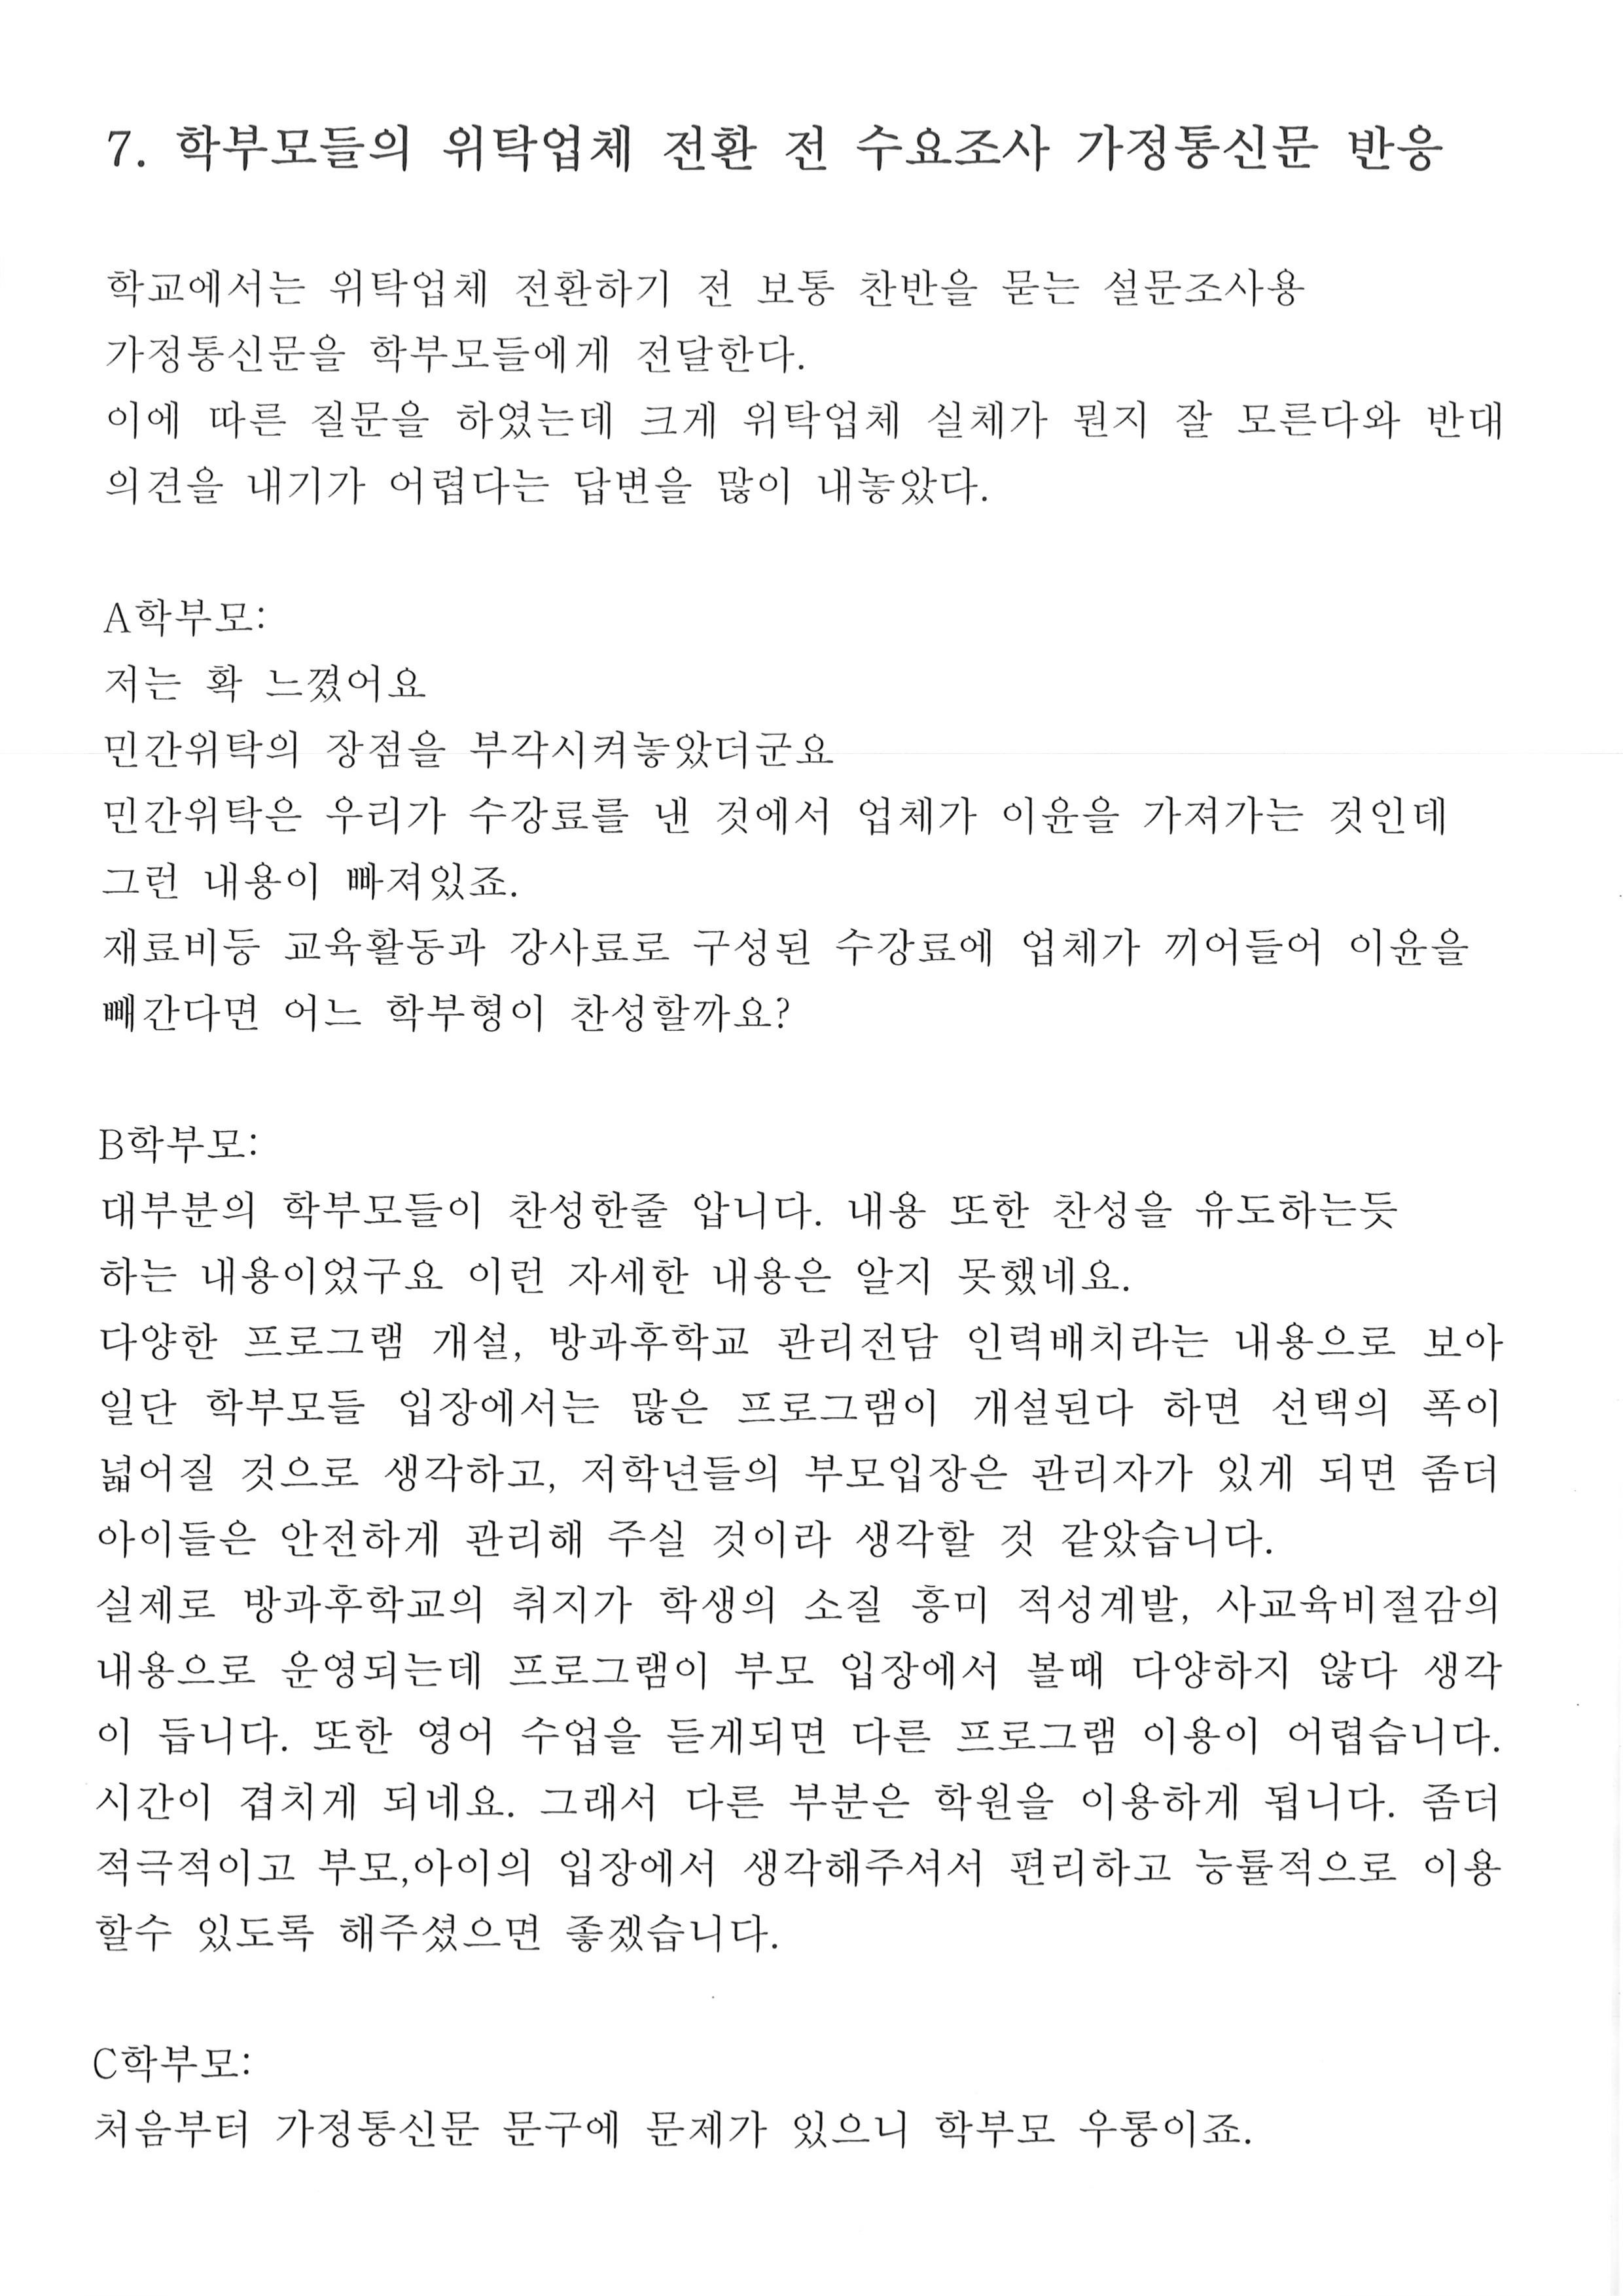 7. 학부모들의 위탁업체 전환 전 수요조사 가정통신문 반응
학교에서는 위탁업체 전환하기 전 보통 찬반을 묻는 설문조사용
가정통신문을 학부모들에게 전달한다.
이에 따른 질문을 하였는데 크게 위탁업체 실체가 뭔지 잘 모른다와 반대
의견을 내기가 어렵다는 답변을 많이 내놓았다.
A학부모:
저는 확 느꼈어요
민간위탁의 장점을 부각시켜놓았더군요
민간위탁은 우리가 수강료를 낸 것에서 업체가 이윤을 가져가는 것인데
그런 내용이 빠져있죠.
재료비등 교육활동과 강사료로 구성된 수강료에 업체가 끼어들어 이윤을
빼간다면 어느 학부형이 찬성할까요?
B학부모:
대부분의 학부모들이 찬성한줄 압니다. 내용 또한 찬성을 유도하는듯
하는 내용이었구요 이런 자세한 내용은 알지 못했네요.
다양한 프로그램 개설, 방과후학교 관리전담 인력배치라는 내용으로 보아
일단 학부모들 입장에서는 많은 프로그램이 개설된다 하면 선택의 폭이
넓어질 것으로 생각하고, 저학년들의 부모입장은 관리자가 있게 되면 좀더
아이들은 안전하게 관리해 주실 것이라 생각할 것 같았습니다.
실제로 방과후학교의 취지가 학생의 소질 흥미 적성계발, 사교육비절감의
내용으로 운영되는데 프로그램이 부모 입장에서 볼때 다양하지 않다 생각
이 듭니다. 또한 영어 수업을 듣게되면 다른 프로그램 이용이 어렵습니다.
시간이 겹치게 되네요. 그래서 다른 부분은 학원을 이용하게 됩니다. 좀더
적극적이고 부모,아이의 입장에서 생각해주셔서 편리하고 능률적으로 이용
할수 있도록 해주셨으면 좋겠습니다.
C학부모:
처음부터 가정통신문 문구에 문제가 있으니 학부모 우롱이죠.